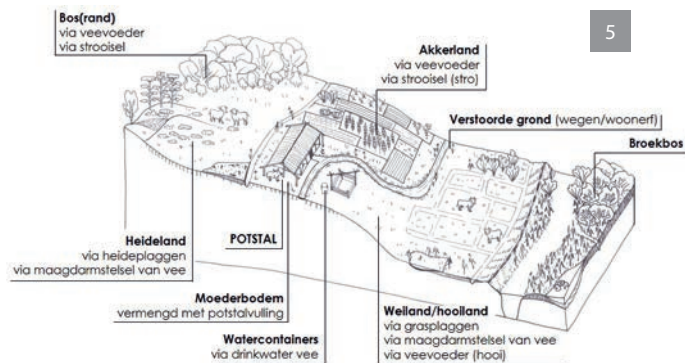 Bos(rand)
via veevoeder
via strooisel
5
Akkerland
via veevoeder
via strooisel (stro)
Verstoorde grond (wegen/woonerf)
Broekbos
Heideland
via heideplaggen
via maagdarmstelsel van vee
POTSTAL
Moederbodem
vermengd met potstalvulling
Watercontainers
via drinkwater vee
Weiland/hooiland
via grasplaggen
via maagdarmstelsel van vee
via veevoeder (hooi)